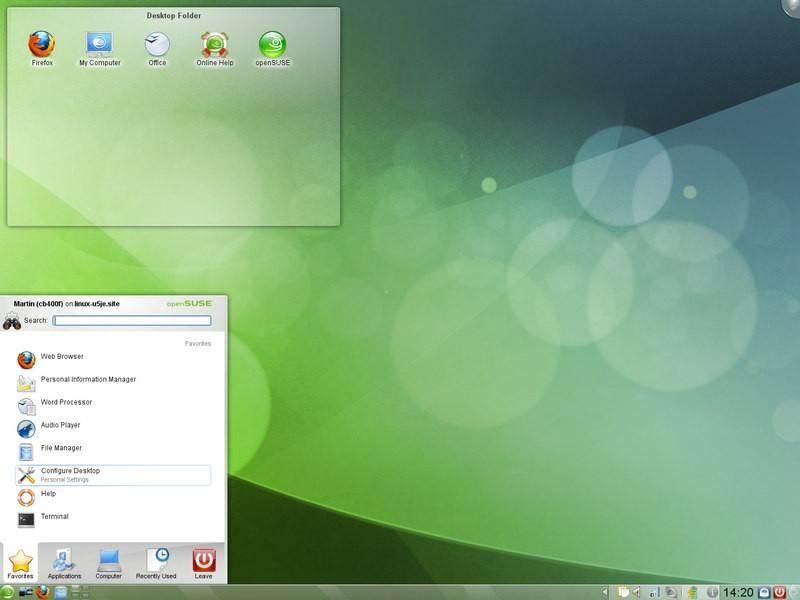 Desktop Folder
Firefox
My Computer
Office
Online Help
openSUSE
Martin (cb400f) on linux-u5je.site
openSUSE
Search:
Favorites
Web Browser
Personal Information Manager
Word Processor
Audio Player
File Manager
Configure Desktop
Personal Settings
Help
Terminal
Favorites
Applications
Computer
Recently Used
Leave
14:20